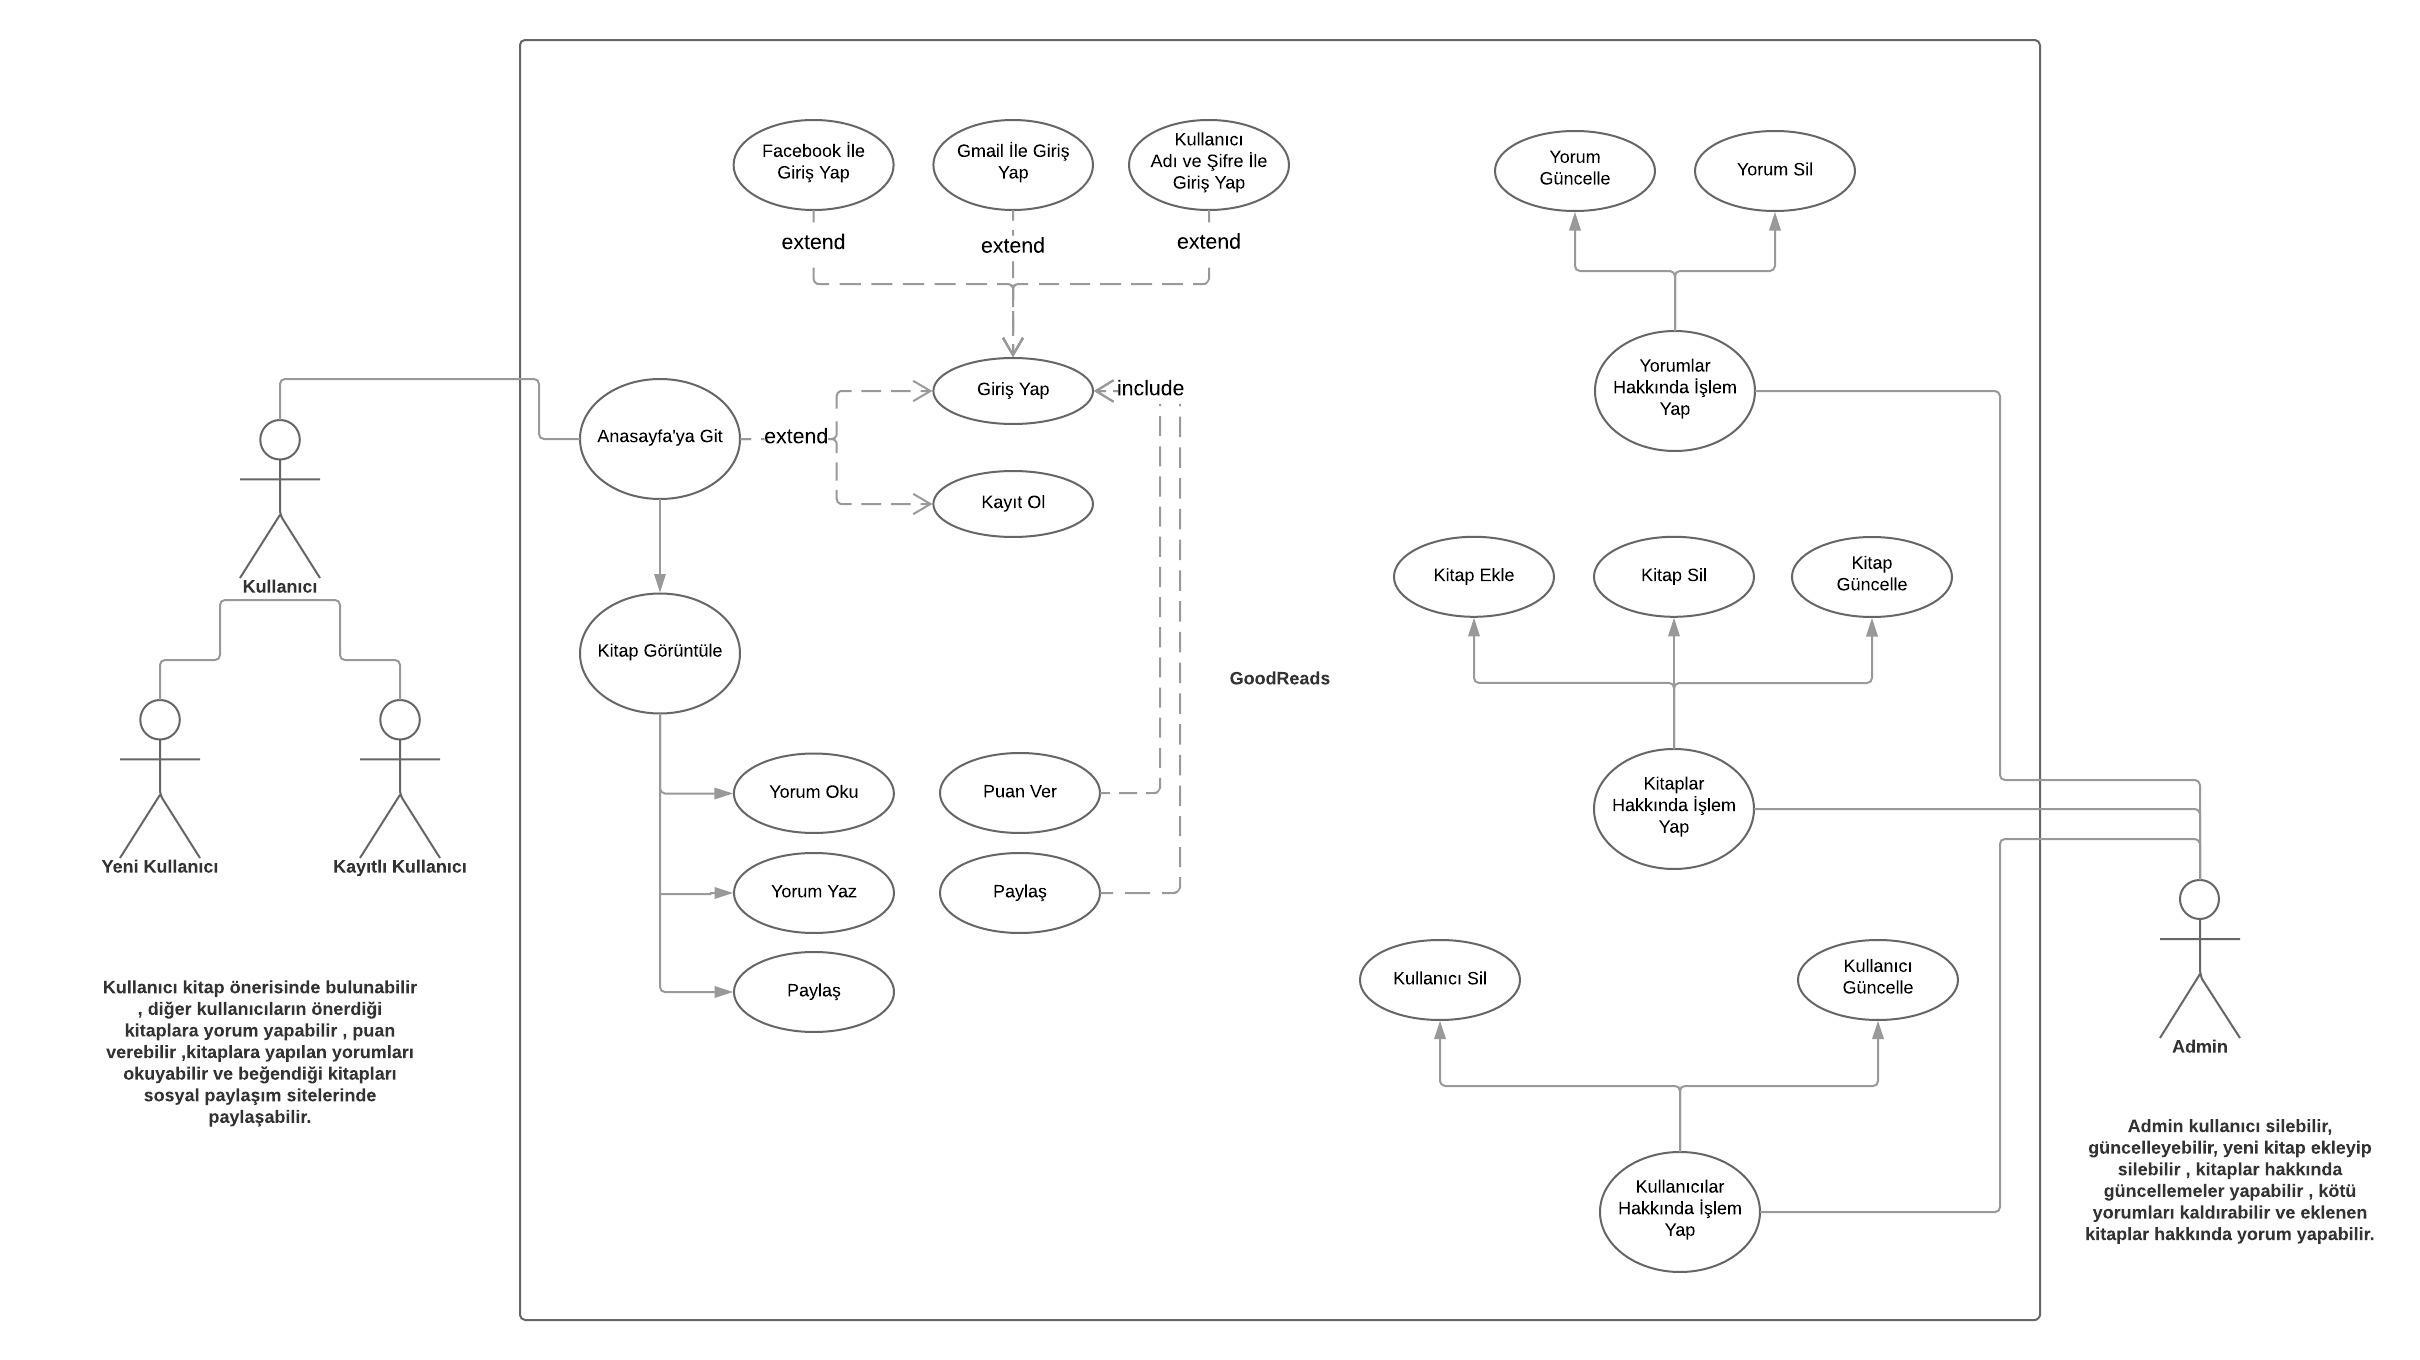 Facebook İle
Giriş Yap
Gmail İle Giriş
Yap
Kullanıcı
Adı ve Şifre İle
Giriş Yap
Yorum
Güncelle
Yorum Sil
extend
extend
extend
Giriş Yap
include
Yorumlar
Hakkında İşlem
Yap
Anasayfa'ya Git
extend
Kayıt Ol
Kullanıcı
Kitap Ekle
Kitap Sil
Kitap
Güncelle
Kitap Görüntüle
GoodReads
Yorum Oku
Puan Ver
Kitaplar
Hakkında İşlem
Yap
Yeni Kullanıcı
Kayıtlı Kullanıcı
Yorum Yaz
Paylaş
Paylaş
Kullanıcı Sil
Kullanıcı
Güncelle
Admin
Kullanıcı kitap önerisinde bulunabilir
, diğer kullanıcıların önerdiği
kitaplara yorum yapabilir , puan
verebilir ,kitaplara yapılan yorumları
okuyabilir ve beğendiği kitapları
sosyal paylaşım sitelerinde
paylaşabilir.
Kullanıcılar
Hakkında İşlem
Yap
Admin kullanıcı silebilir,
güncelleyebilir, yeni kitap ekleyip
silebilir , kitaplar hakkında
güncellemeler yapabilir , kötü
yorumları kaldırabilir ve eklenen
kitaplar hakkında yorum yapabilir.